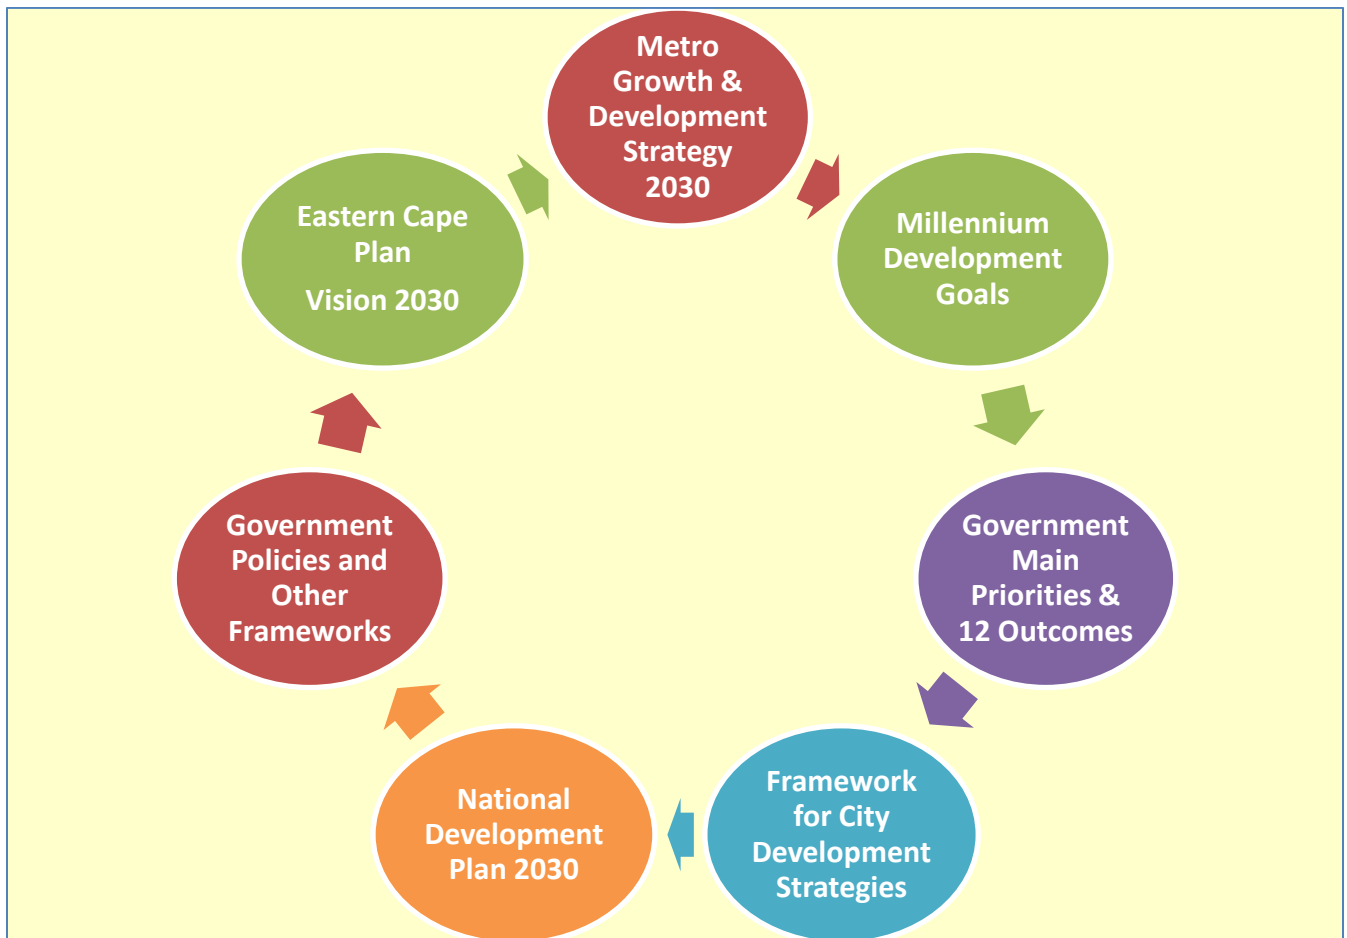 Metro
Growth &
Development
Strategy
2030
Millennium
Development
Goals
Government
Main
Priorities &
12 Outcomes
Framework
for City
Development
Strategies
National
Development
Plan 2030
Government
Policies and
Other
Frameworks
Eastern Cape
Plan
Vision 2030